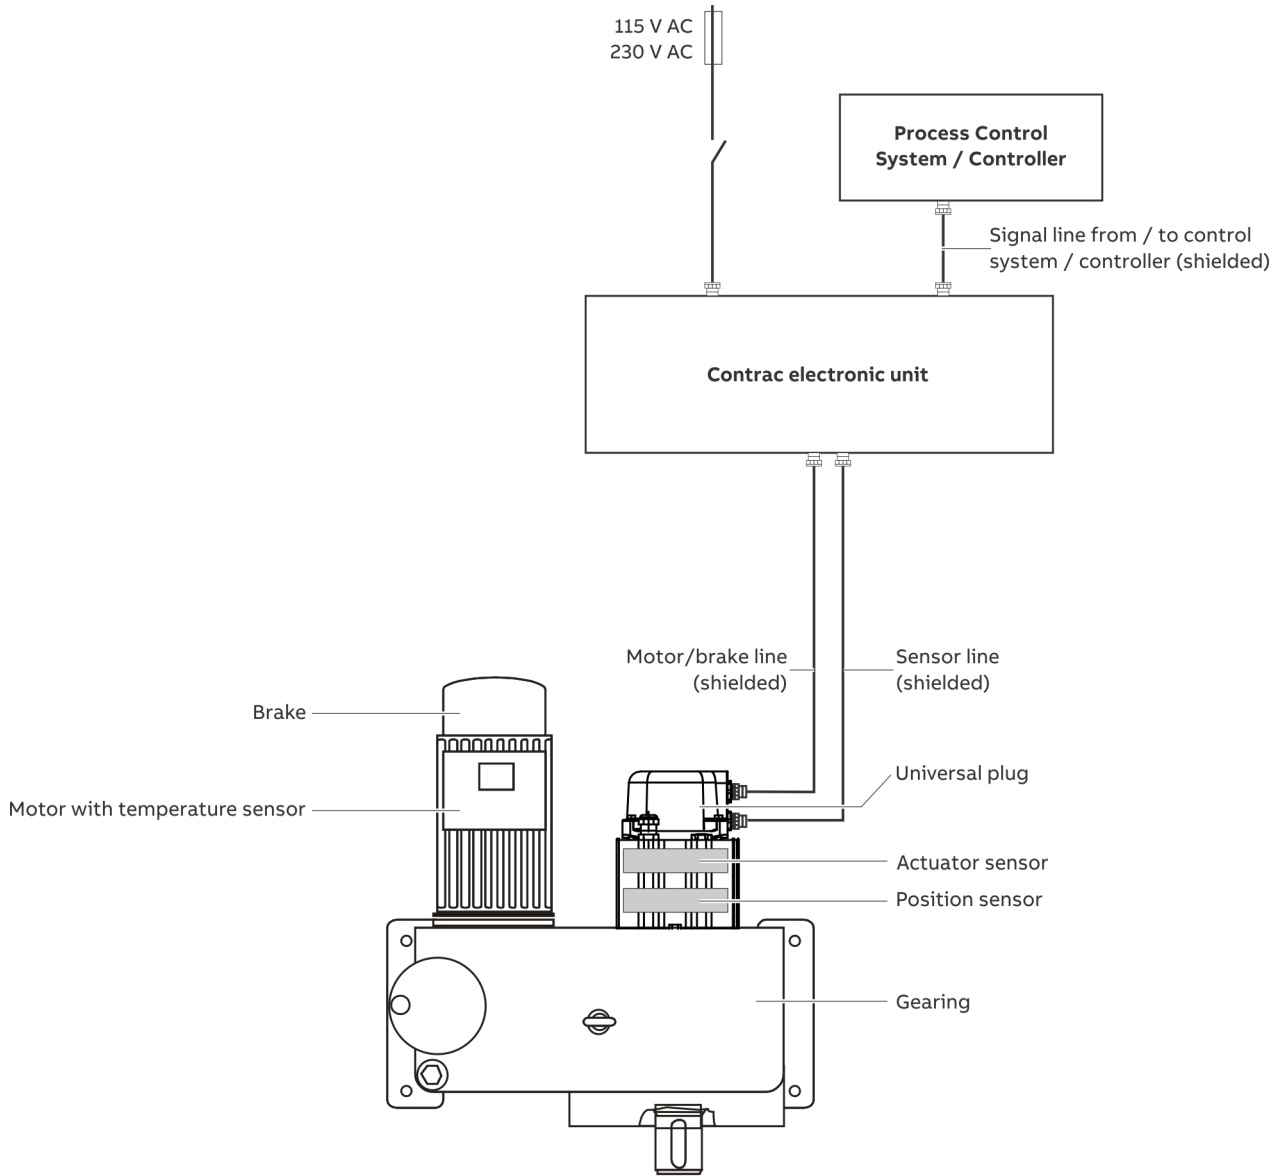 115 V AC
230 V AC
Process Control
System / Controller
Signal line from / to control
system / controller (shielded)
Contrac electronic unit
Motor/brake line
(shielded)
Sensor line
(shielded)
Brake
Universal plug
Motor with temperature sensor
Actuator sensor
Position sensor
Gearing